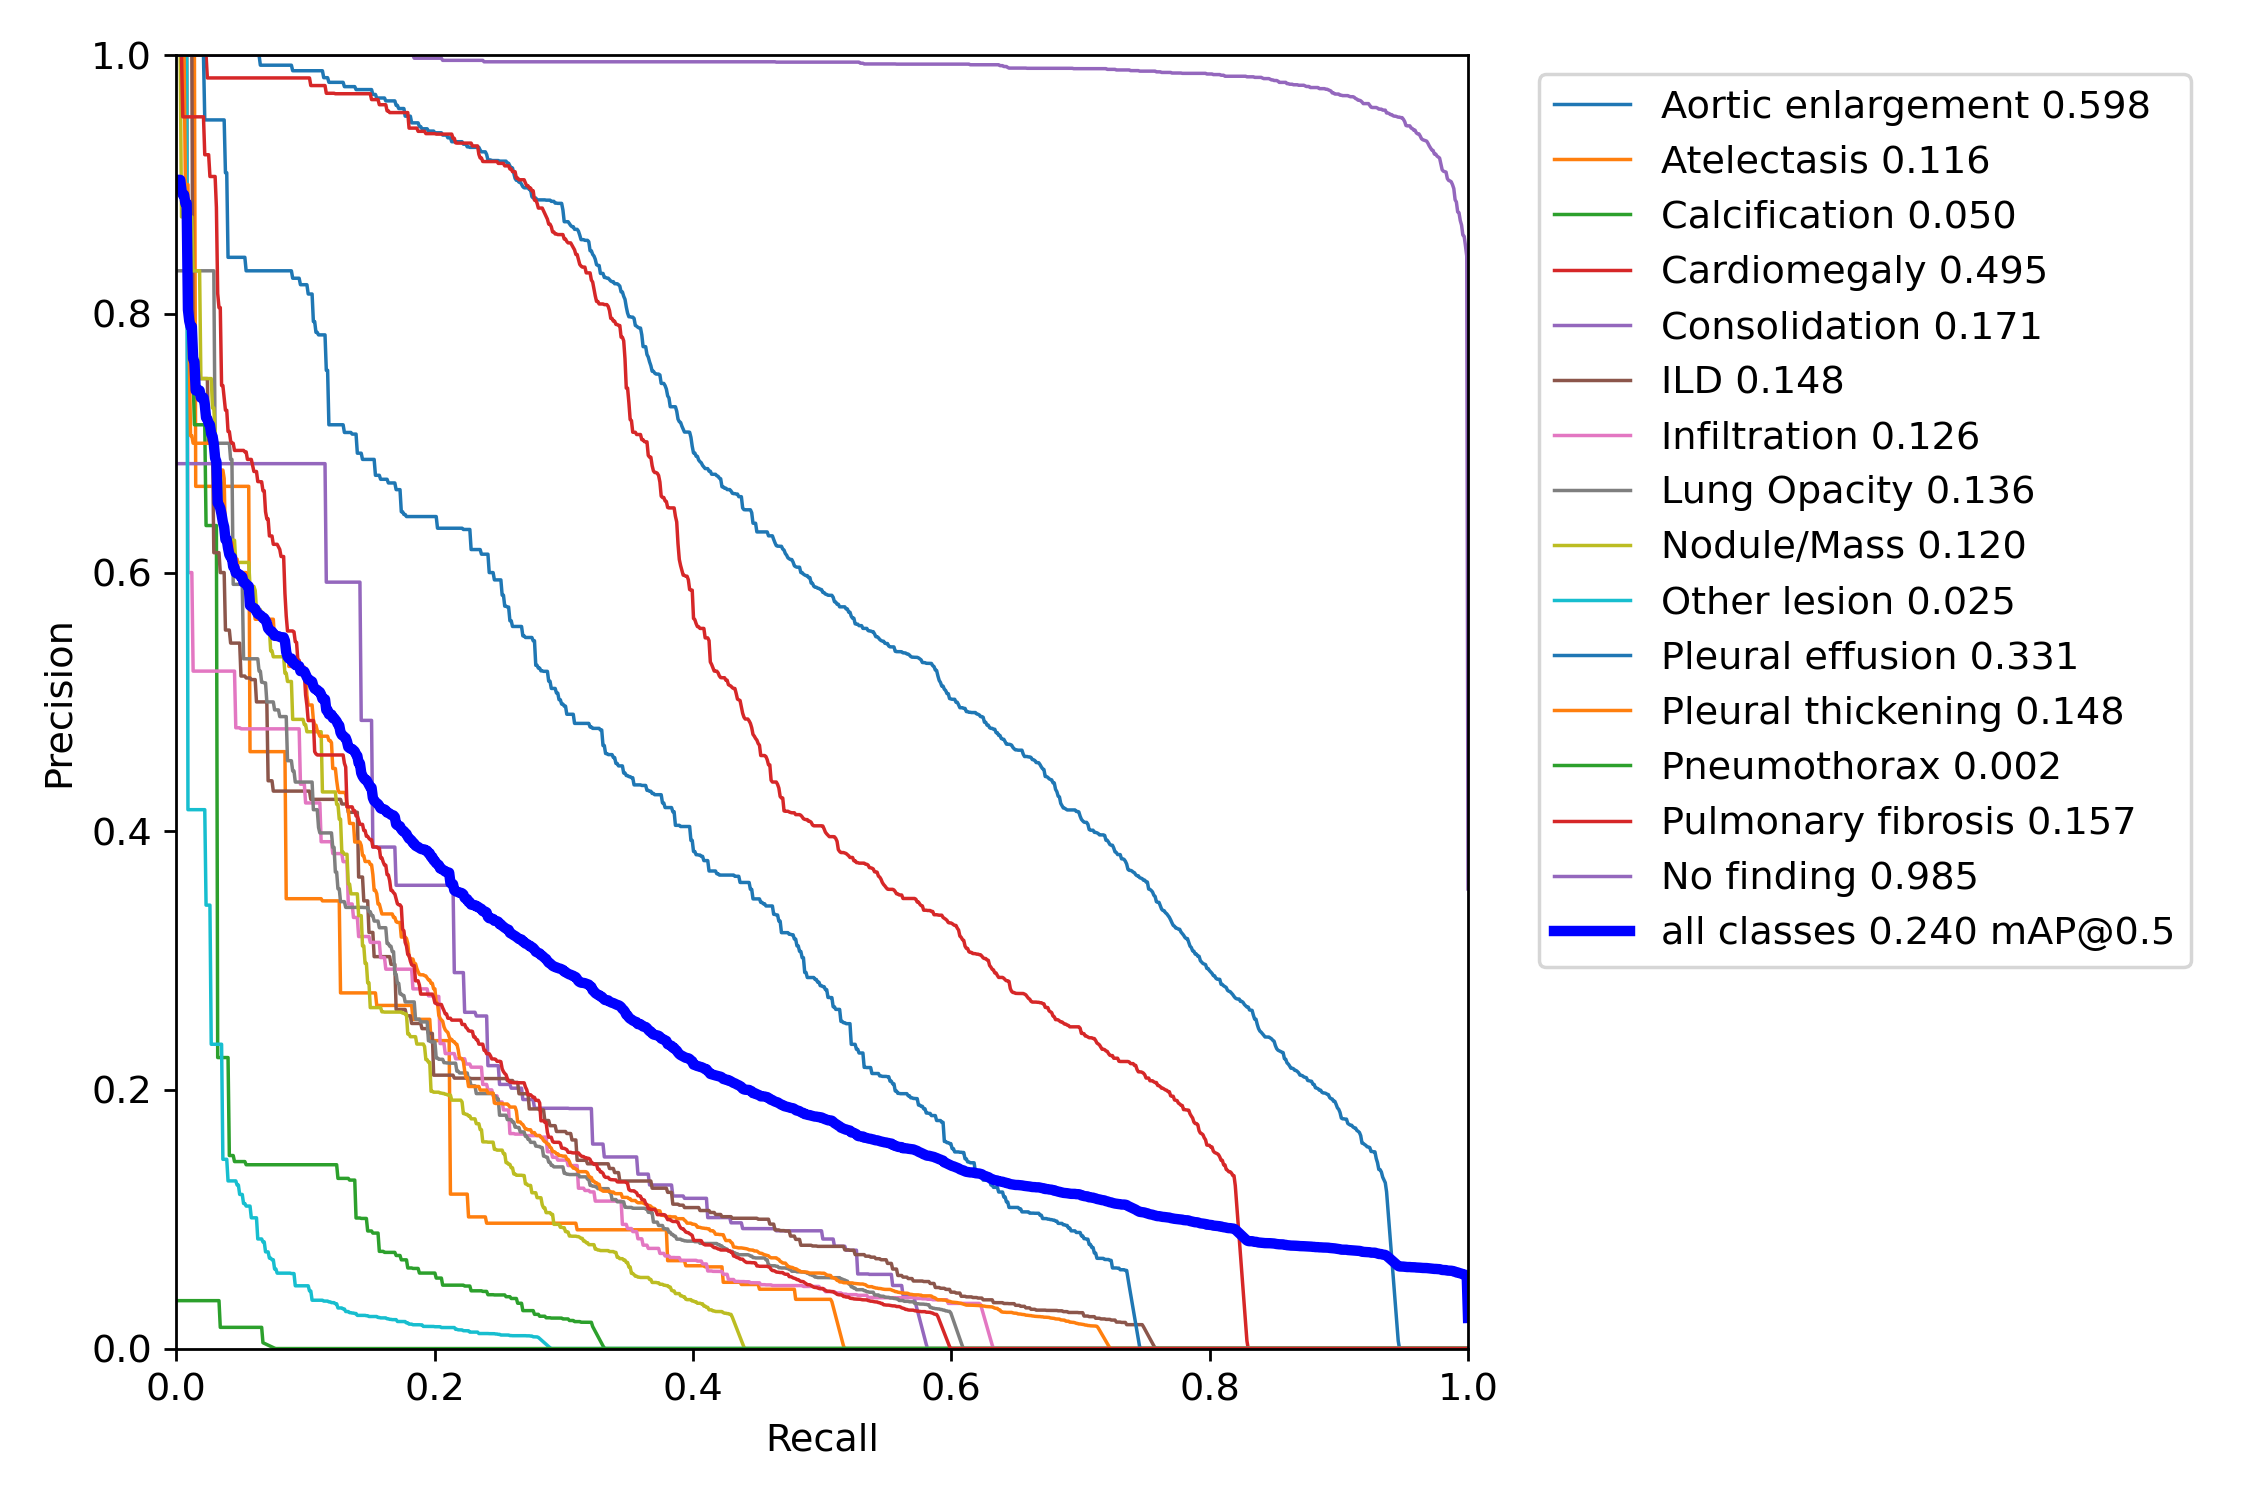 1.0
0.8
0.6
0.4
0.2
0.0
Precision
0.0 0.2 0.4 0.6 0.8 1.0
Recall
Aortic enlargement 0.598
Atelectasis 0.116
Calcification 0.050
Cardiomegaly 0.495
Consolidation 0.171
ILD 0.148
Infiltration 0.126
Lung Opacity 0.136
Nodule/Mass 0.120
Other lesion 0.025
Pleural effusion 0.331
Pleural thickening 0.148
Pneumothorax 0.002
Pulmonary fibrosis 0.157
No finding 0.985
all classes 0.240 mAP@0.5